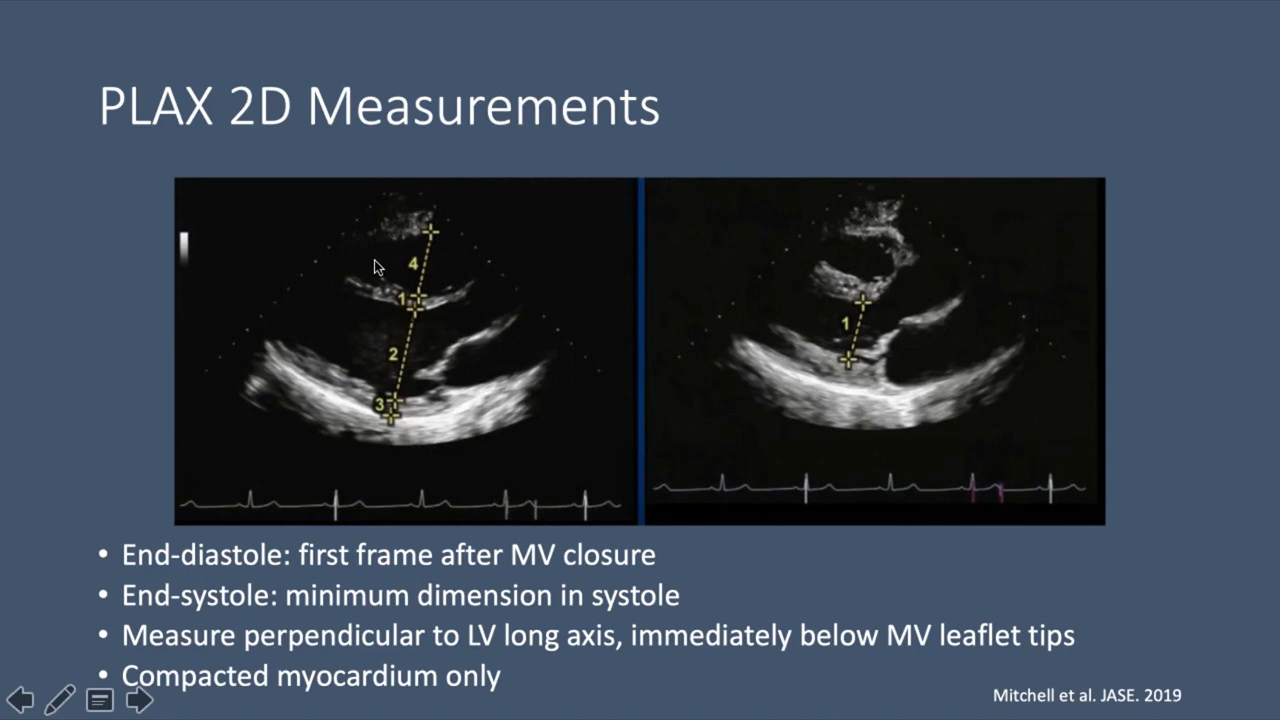 PLAX 2D Measurements
4
1
2
3
1
• End-diastole: first frame after MV closure
• End-systole: minimum dimension in systole
• Measure perpendicular to LV long axis, immediately below MV leaflet tips
• Compacted myocardium only
Mitchell et al. JASE. 2019